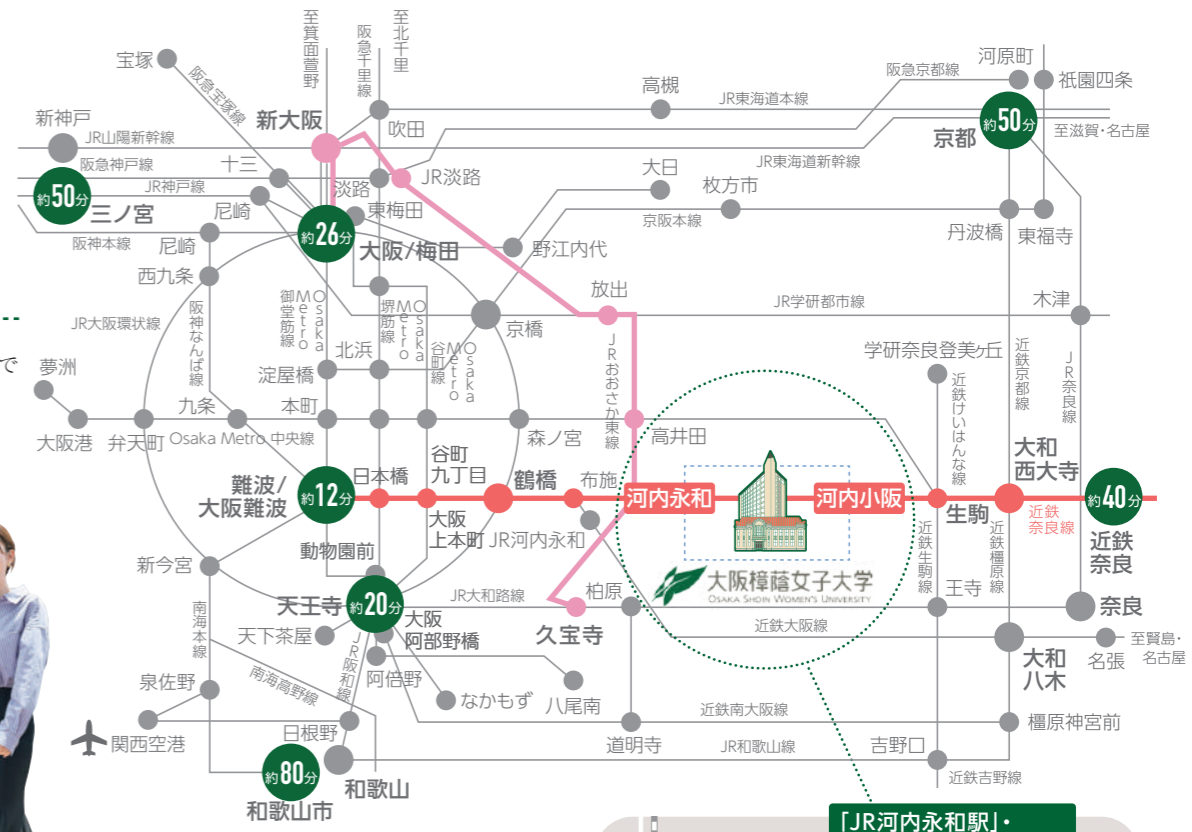 至箕面萱野
阪急千里線
至北千里
宝塚
阪急宝塚線
新神戸
JR山陽新幹線
新大阪
吹田
高槻
JR東海道本線
阪急京都線
河原町
祇園四条
京都
約50分
至滋賀・名古屋
JR東海道新幹線
阪急神戸線
十三
淡路
JR淡路
大日
枚方市
約50分
三ノ宮
JR神戸線
尼崎
東梅田
京阪本線
丹波橋
東福寺
阪神本線
尼崎
約26分
大阪/梅田
野江内代
西九条
放出
木津
JR大阪環状線
阪神なんば線
Osaka Metro 御堂筋線
Osaka Metro 堺筋線
Osaka Metro 谷町線
京橋
JR学研都市線
で
夢洲
淀屋橋
北浜
JRおおさか東線
学研奈良登美ヶ丘
近鉄けいはんな線
近鉄京都線
JR奈良線
大阪港
弁天町
九条
Osaka Metro 中央線
本町
森ノ宮
高井田
難波/
大阪難波
約12分
日本橋
谷町
九丁目
鶴橋
布施
河内永和
河内小阪
生駒
大和
西大寺
近鉄
奈良線
約40分
近鉄
奈良
大阪
上本町
JR河内永和
新今宮
動物園前
大阪樟蔭女子大学
OSAKA SHOIN WOMEN'S UNIVERSITY
近鉄生駒線
近鉄橿原線
天王寺
約20分
JR大和路線
柏原
王寺
奈良
南海本線
天下茶屋
大阪
阿部野橋
久宝寺
近鉄大阪線
大和
八木
名張
至賢島・
名古屋
泉佐野
南海高野線
JR阪和線
阿倍野
なかもず
八尾南
近鉄南大阪線
橿原神宮前
関西空港
日根野
道明寺
JR和歌山線
吉野口
近鉄吉野線
約80分
和歌山市
和歌山
「JR河内永和駅」・